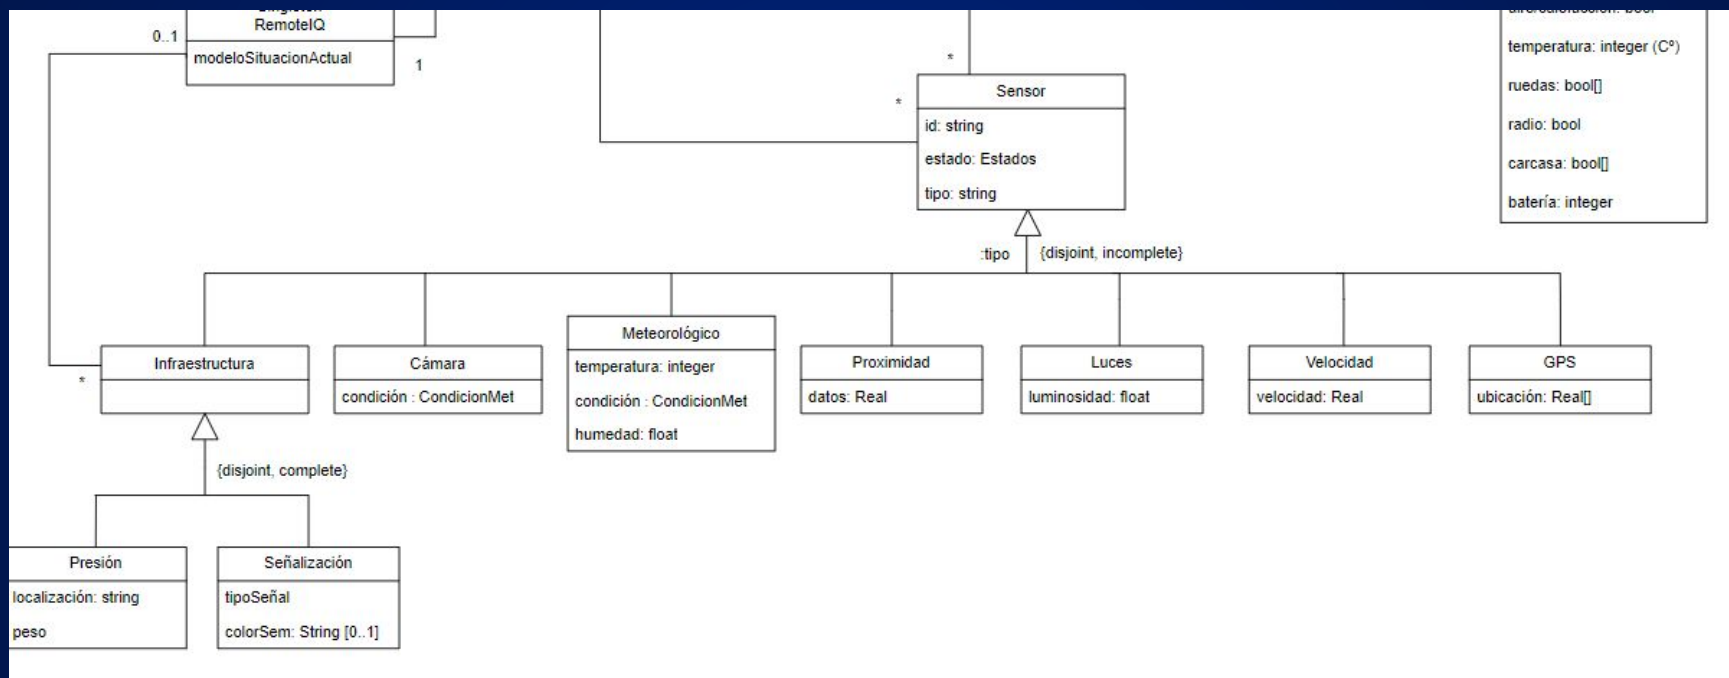 RemoteIQ
0..1
modeloSituacionActual
1
*
*
Sensor
id: string
estado: Estados
tipo: string
temperatura: integer (Cº)
ruedas: bool[]
radio: bool
carcasa: bool[]
batería: integer
:tipo
{disjoint, incomplete}
*
Infraestructura
Cámara
condición : CondicionMet
Meteorológico
temperatura: integer
condición : CondicionMet
humedad: float
Proximidad
datos: Real
Luces
luminosidad: float
Velocidad
velocidad: Real
GPS
ubicación: Real[]
{disjoint, complete}
Presión
localización: string
peso
Señalización
tipoSeñal
colorSem: String [0..1]